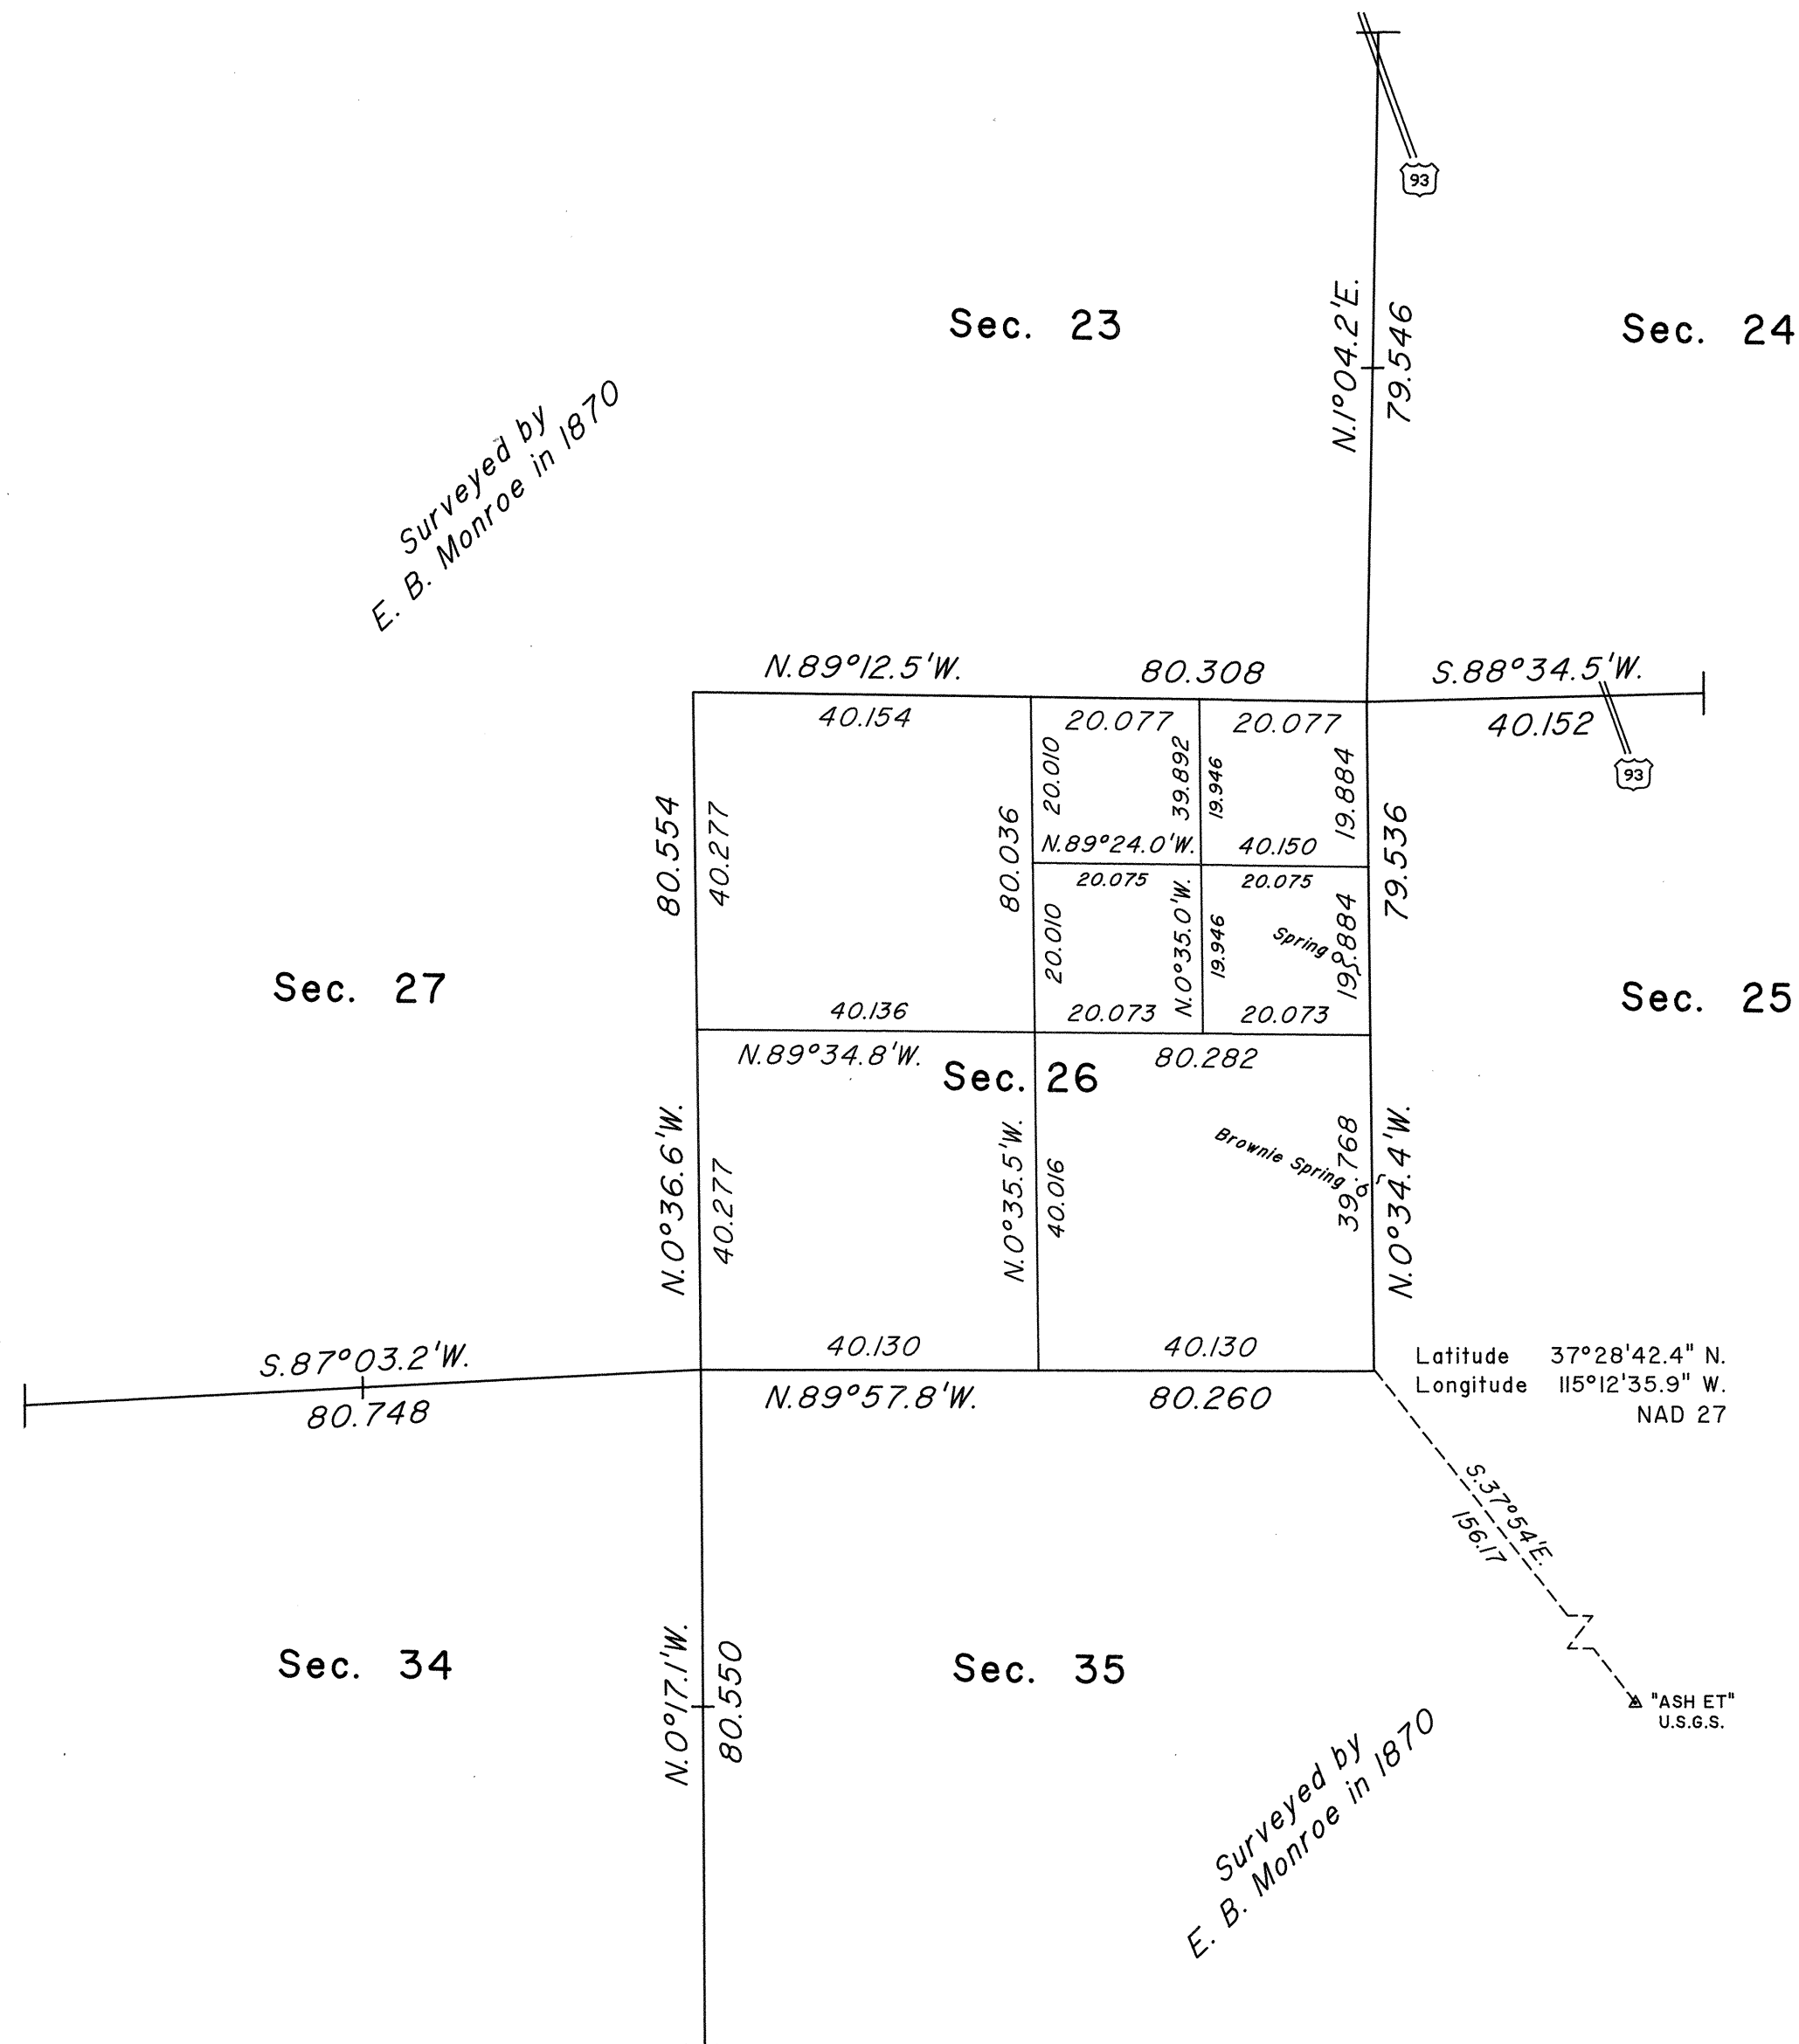 93
Sec. 23
Sec. 24
N.1°04.2'E.
79.546
Surveyed by
E. B. Monroe in 1870
N.89°12.5'W.
80.308
S.88°34.5'W.
40.154
20.077
20.077
40.152
93
80.554
40.277
80.036
20.010
39.892
19.946
19.884
79.536
N.89°24.0'W.
40.150
20.075
20.075
20.010
N.0°35.0'W.
19.946
Spring
19.884
Sec. 27
Sec. 25
40.136
20.073
20.073
N.89°34.8'W.
80.282
Sec. 26
N.0°36.6'W.
40.277
N.0°35.5'W.
40.016
Brownie Spring
39.768
N.0°34.4'W.
S.87°03.2'W.
80.748
40.130
40.130
N.89°57.8'W.
80.260
Latitude 37°28'42.4" N.
Longitude 115°12'35.9" W.
NAD 27
S.37°54'E.
156.17
Sec. 34
N.0°17.1'W.
80.550
Sec. 35
"ASH ET"
U.S.G.S.
Surveyed by
E. B. Monroe in 1870